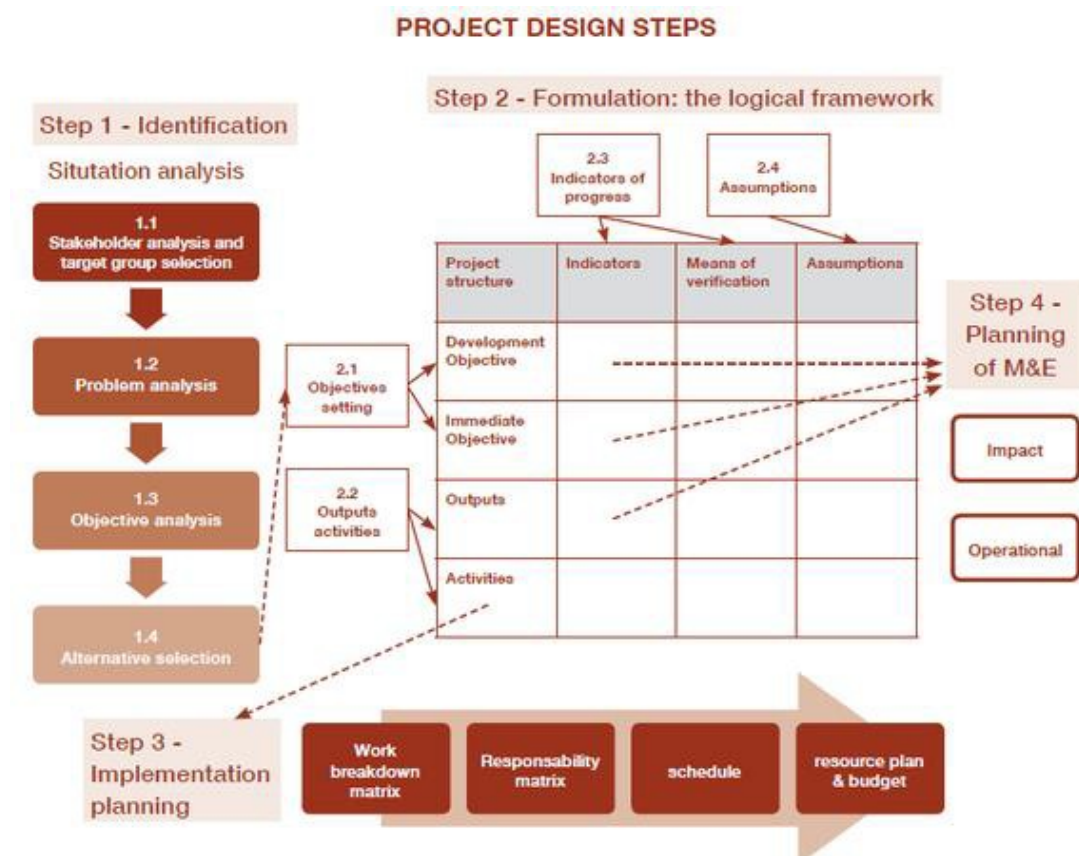 PROJECT DESIGN STEPS
Step 1 - Identification
Situtation analysis
1.1
Stakeholder analysis and
target group selection
1.2
Problem analysis
1.3
Objective analysis
1.4
Alternative selection
Step 2 - Formulation: the logical framework
2.3
Indicators of
progress
2.4
Assumptions
2.1
Objectives
setting
2.2
Outputs
activities
Project
structure
Indicators
Means of
verification
Assumptions
Development
Objective
Immediate
Objective
Outputs
Activities
Step 3 -
Implementation
planning
Work
breakdown
matrix
Responsability
matrix
schedule
resource plan
& budget
Step 4 -
Planning
of M&E
Impact
Operational